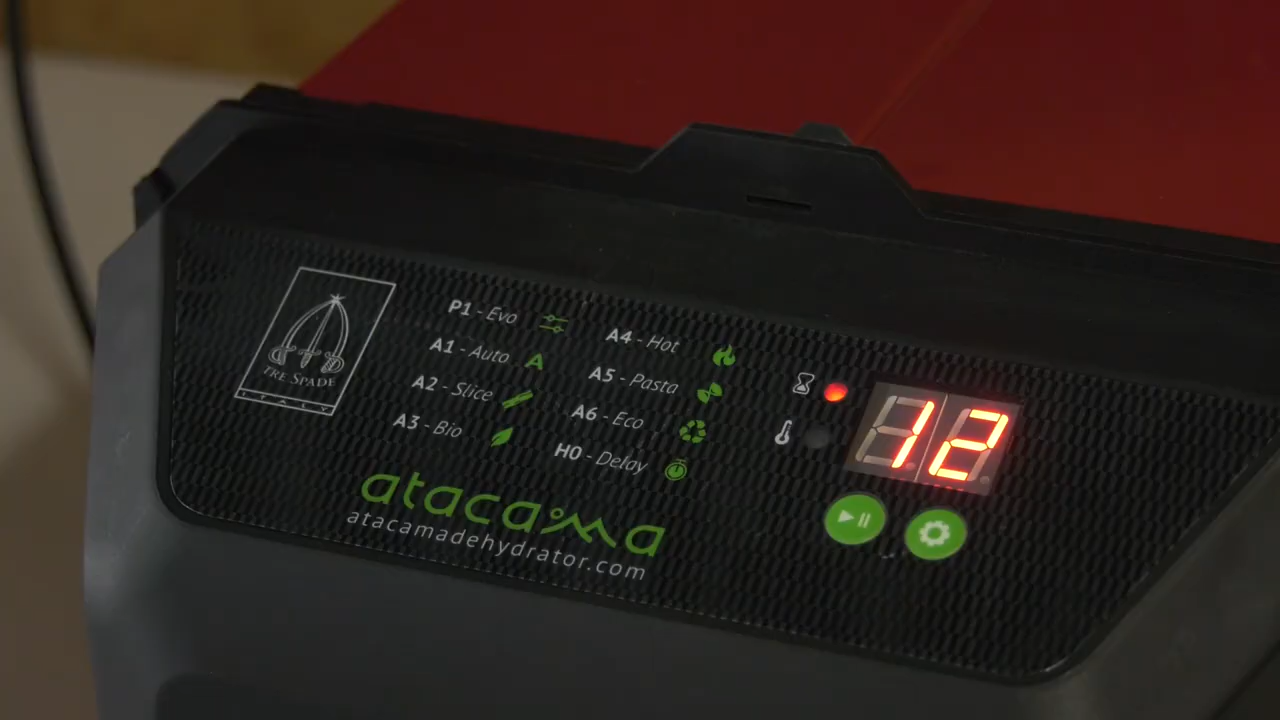 TRE SPADE
ITALY
P1 - Evo
A1 - Auto
A2 - Slice
A3 - Bio
A4 - Hot
A5 - Pasta
A6 - Eco
H0 - Delay
12
atacama
atacamadehydrator.com